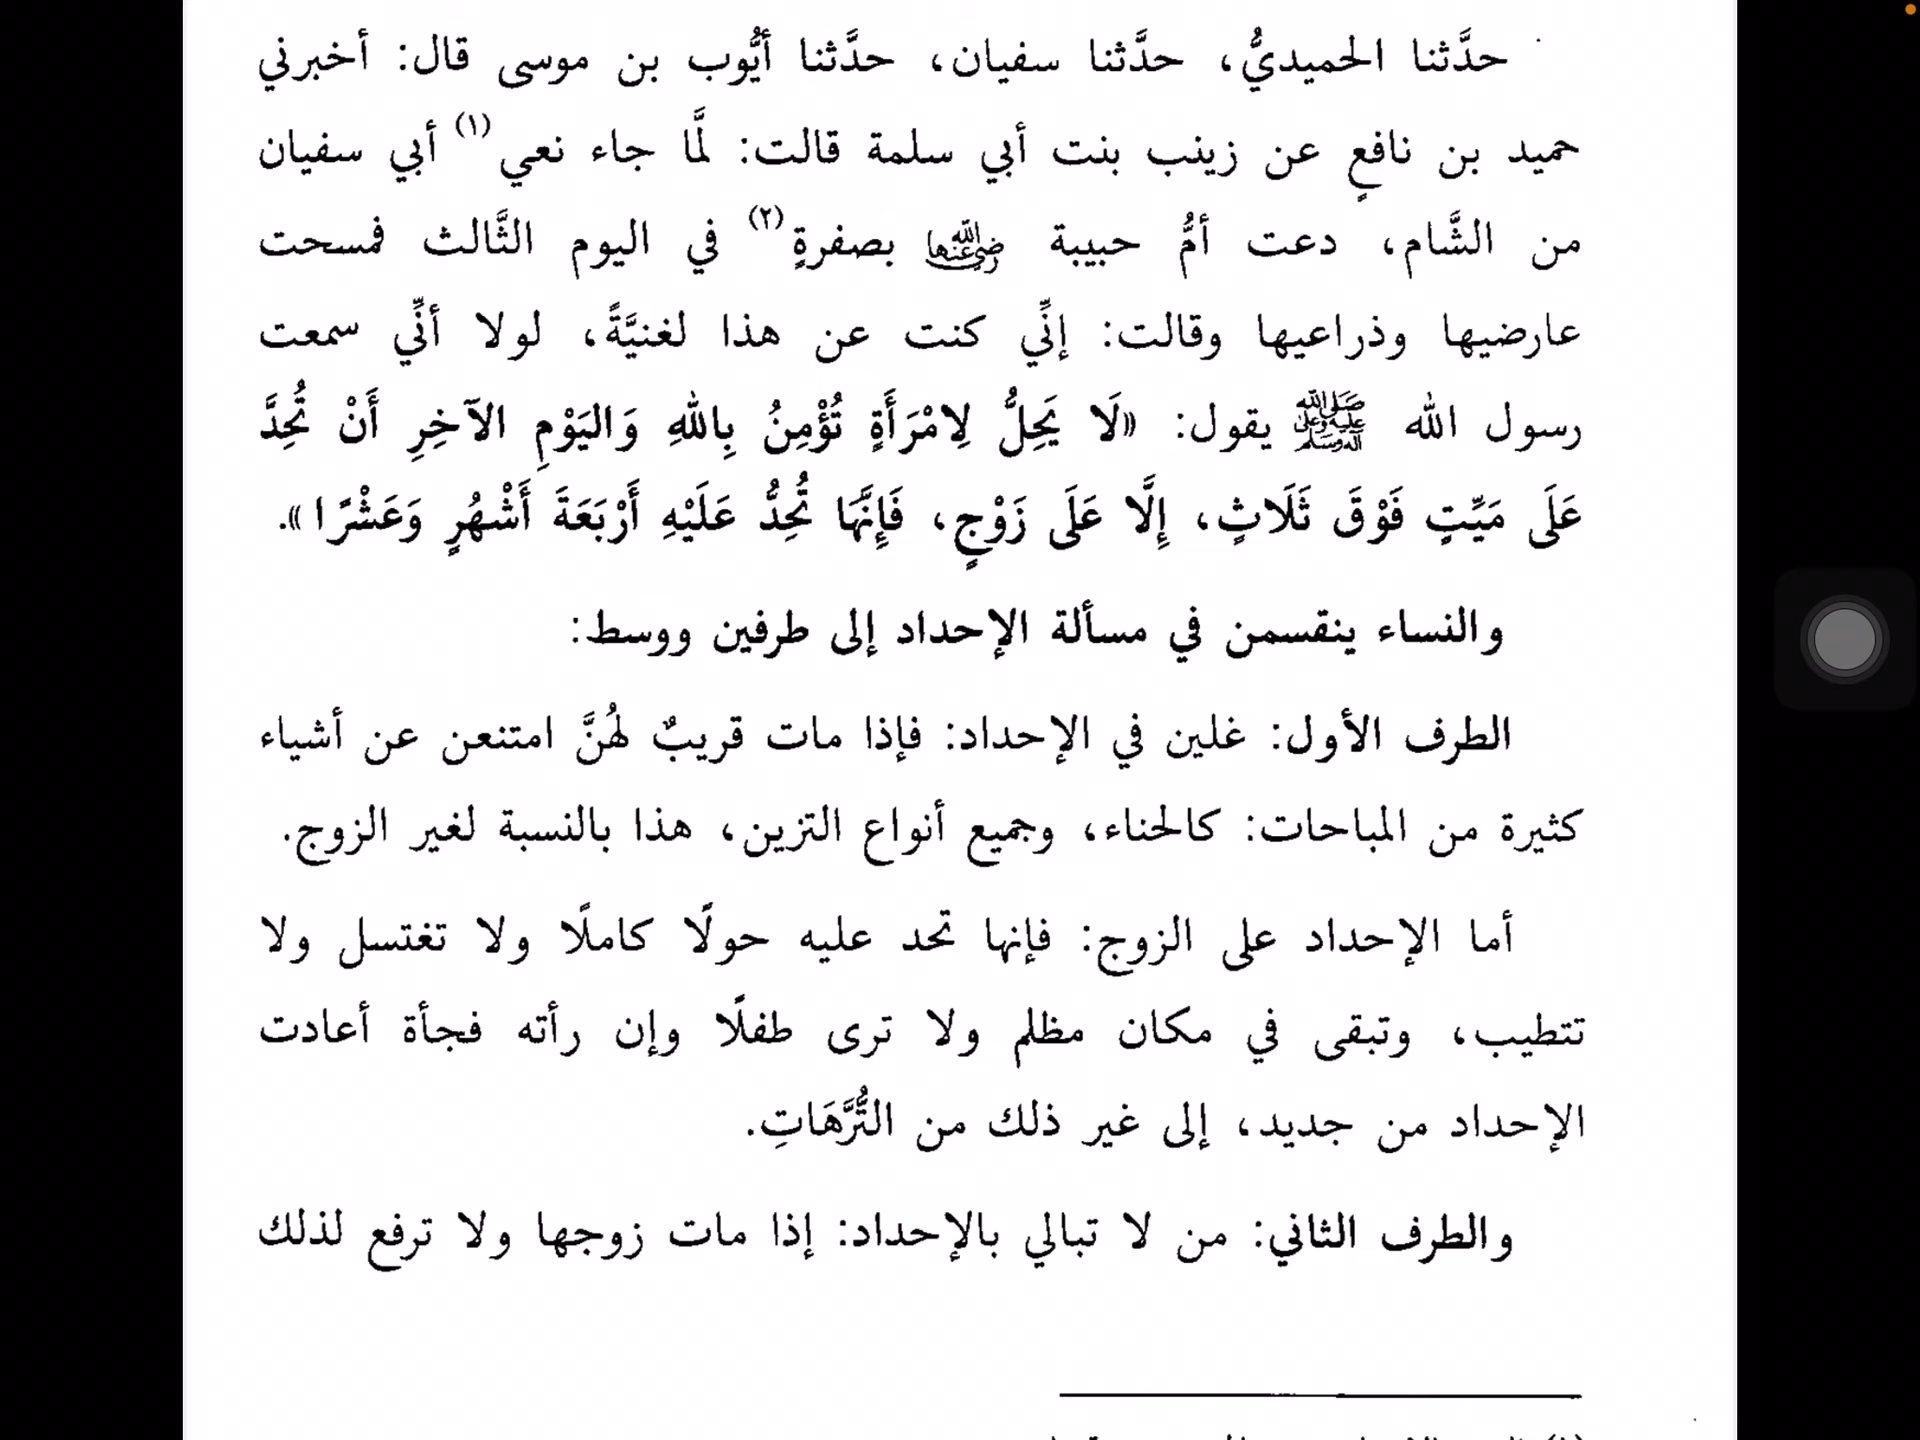 حدَّثنا الحميديُّ، حدَّثنا سفيان، حدَّثنا أيُّوب بن موسى قال: أخبرني
حميد بن نافعٍ عن زينب بنت أبي سلمة قالت: لمَّا جاء نعي(١) أبي سفيان
من الشَّام، دعت أمُّ حبيبة رضي الله عنها بصفرةٍ(٢) في اليوم الثَّالث فمسحت
عارضيها وذراعيها وقالت: إنِّي كنت عن هذا لغنيَّةً، لولا أنِّي سمعت
رسول الله ﷺ يقول: «لَا يَحِلُّ لِامْرَأَةٍ تُؤْمِنُ بِاللهِ وَاليَوْمِ الآخِرِ أَنْ تُحِدَّ
عَلَى مَيِّتٍ فَوْقَ ثَلَاثٍ، إِلَّا عَلَى زَوْجٍ، فَإِنَّهَا تُحِدُّ عَلَيْهِ أَرْبَعَةَ أَشْهُرٍ وَعَشْرًا».
والنساء ينقسمن في مسألة الإحداد إلى طرفين ووسط:
الطرف الأول: غلين في الإحداد: فإذا مات قريبٌ لهُنَّ امتنعن عن أشياء
كثيرة من المباحات: كالحناء، وجميع أنواع التزين، هذا بالنسبة لغير الزوج.
أما الإحداد على الزوج: فإنها تحد عليه حولًا كاملًا ولا تغتسل ولا
تتطيب، وتبقى في مكان مظلم ولا ترى طفلًا وإن رأته فجأة أعادت
الإحداد من جديد، إلى غير ذلك من التُّرَّهَاتِ.
والطرف الثاني: من لا تبالي بالإحداد: إذا مات زوجها ولا ترفع لذلك